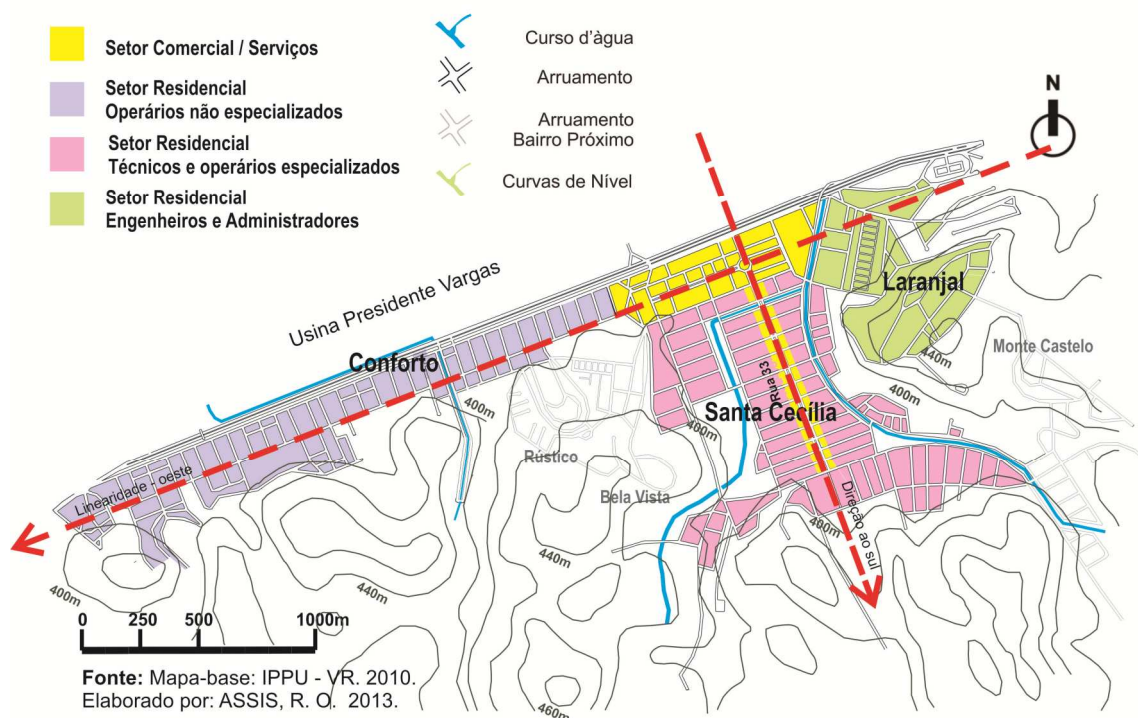 Setor Comercial / Serviços
Setor Residencial
Operários não especializados
Setor Residencial
Técnicos e operários especializados
Setor Residencial
Engenheiros e Administradores
Curso d'àgua
Arruamento
Arruamento
Bairro Próximo
Curvas de Nível
N
Usina Presidente Vargas
Laranjal
Conforto
440m
Monte Castelo
400m
400m
Rua 33
Santa Cecília
400m
Rústico
Bela Vista
Linearidade - oeste
Direção ao sul
400m
440m
400m
440m
460m
0 250 500 1000m
Fonte: Mapa-base: IPPU - VR. 2010.
Elaborado por: ASSIS, R. O. 2013.